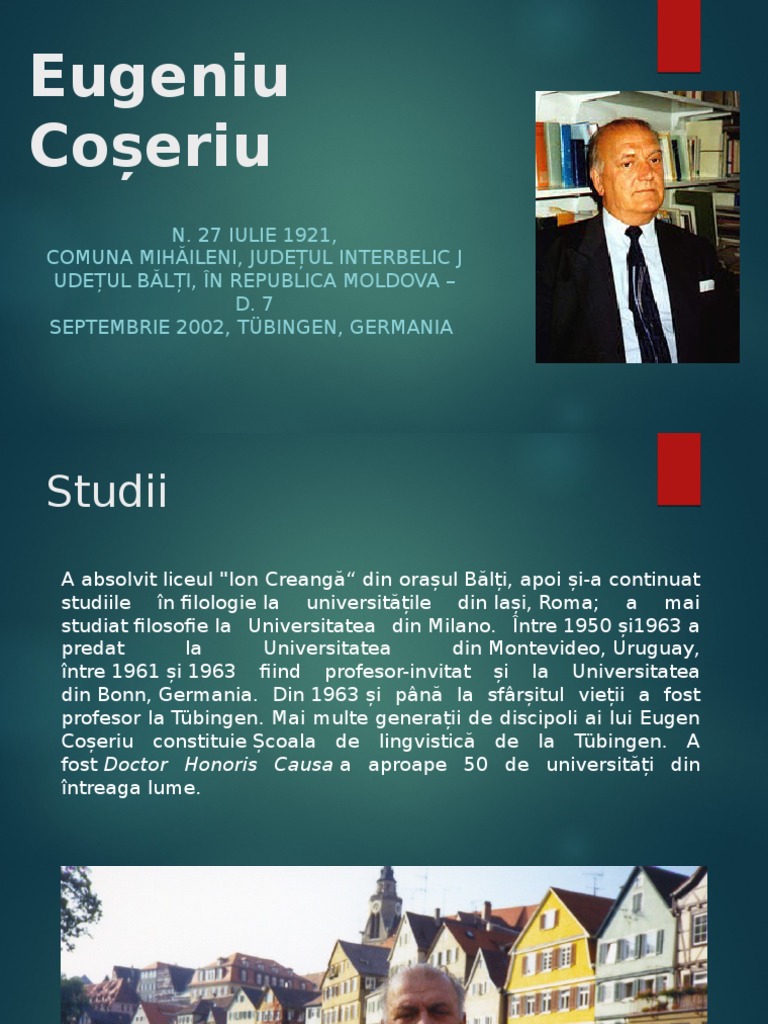 Eugeniu
Coșeriu
N. 27 IULIE 1921,
COMUNA MIHĂILENI, JUDEȚUL INTERBELIC J
UDEȚUL BĂLȚI, ÎN REPUBLICA MOLDOVA –
D. 7
SEPTEMBRIE 2002, TÜBINGEN, GERMANIA
Studii
A absolvit liceul "Ion Creangă“ din orașul Bălți, apoi și-a continuat
studiile în filologie la universitățile din Iași, Roma; a mai
studiat filosofie la Universitatea din Milano. Între 1950 și1963 a
predat la Universitatea din Montevideo, Uruguay,
între 1961 și 1963 fiind profesor-invitat și la Universitatea
din Bonn, Germania. Din 1963 și până la sfârșitul vieții a fost
profesor la Tübingen. Mai multe generații de discipoli ai lui Eugen
Coșeriu constituie Școala de lingvistică de la Tübingen. A
fost Doctor Honoris Causa a aproape 50 de universități din
întreaga lume.